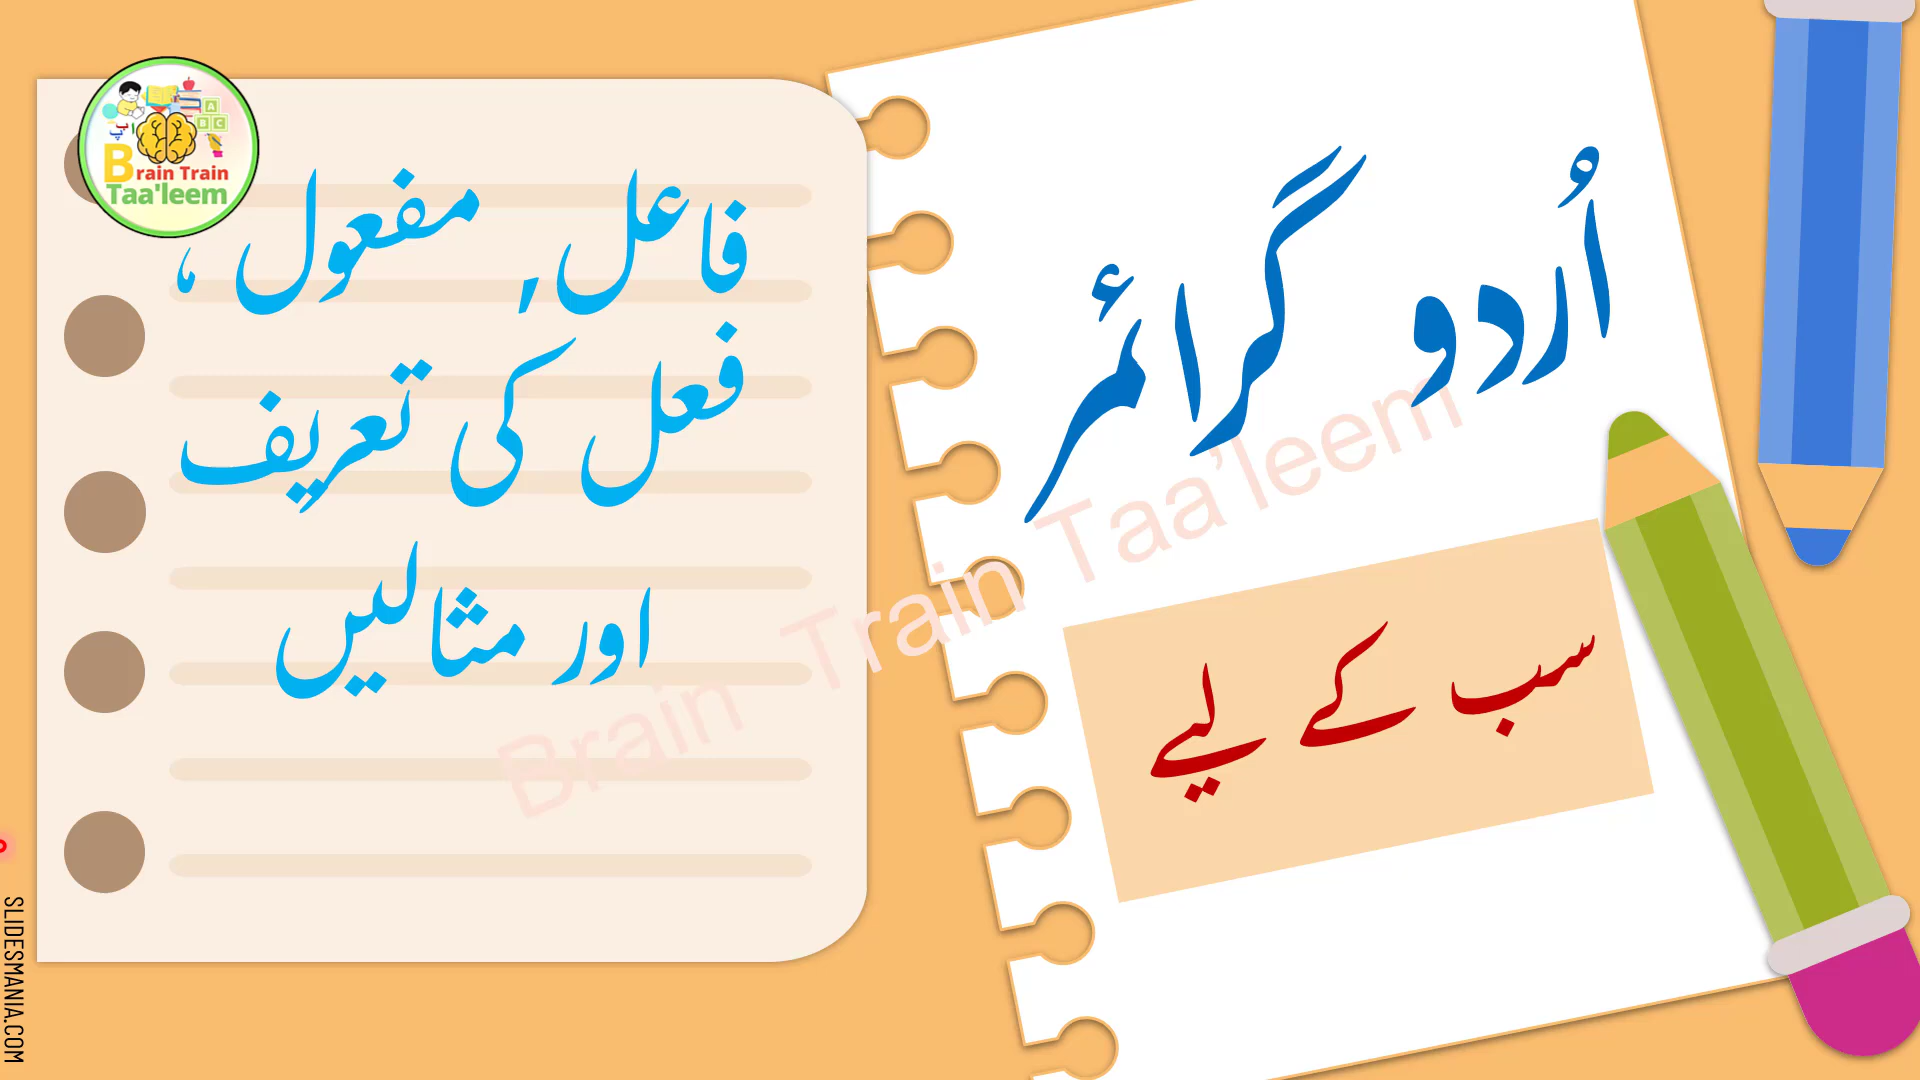 اُردو گرائمر
سب کے لیے
فاعل, مفعول ،
فعل کی تعریف
اور مثالیں
Brain Train
Taa'leem
Brain Train Taa'leem
SLIDESMANIA.COM